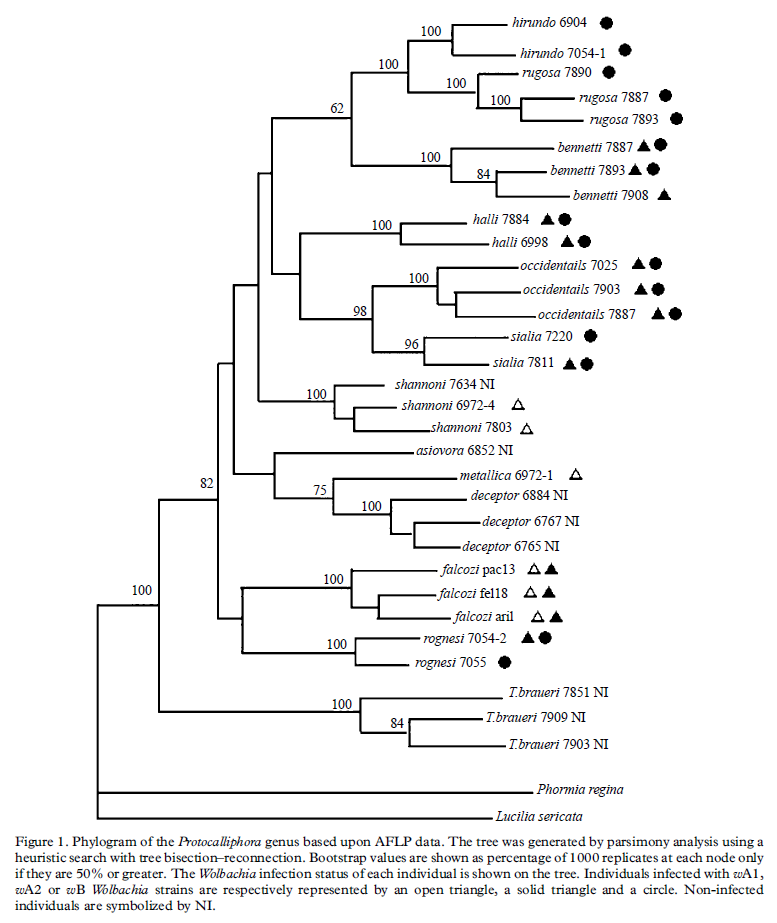 hirundo 6904
100
hirundo 7054-1
100
rugosa 7890
100
rugosa 7887
100
rugosa 7893
62
bennetti 7887
100
bennetti 7893
84
bennetti 7908
halli 7884
100
halli 6998
occidentails 7025
100
occidentails 7903
occidentails 7887
98
sialia 7220
96
sialia 7811
shannoni 7634 NI
100
shannoni 6972-4
shannoni 7803
asiovora 6852 NI
metallica 6972-1
82
75
deceptor 6884 NI
100
deceptor 6767 NI
deceptor 6765 NI
falcozi pac13
100
falcozi fel18
100
falcozi aril
rognesi 7054-2
100
rognesi 7055
T.braueri 7851 NI
100
T.braueri 7909 NI
84
T.braueri 7903 NI
Phormia regina
Lucilia sericata
Figure 1. Phylogram of the Protocalliphora genus based upon AFLP data. The tree was generated by parsimony analysis using a
heuristic search with tree bisection–reconnection. Bootstrap values are shown as percentage of 1000 replicates at each node only
if they are 50% or greater. The Wolbachia infection status of each individual is shown on the tree. Individuals infected with wA1,
wA2 or wB Wolbachia strains are respectively represented by an open triangle, a solid triangle and a circle. Non-infected
individuals are symbolized by NI.